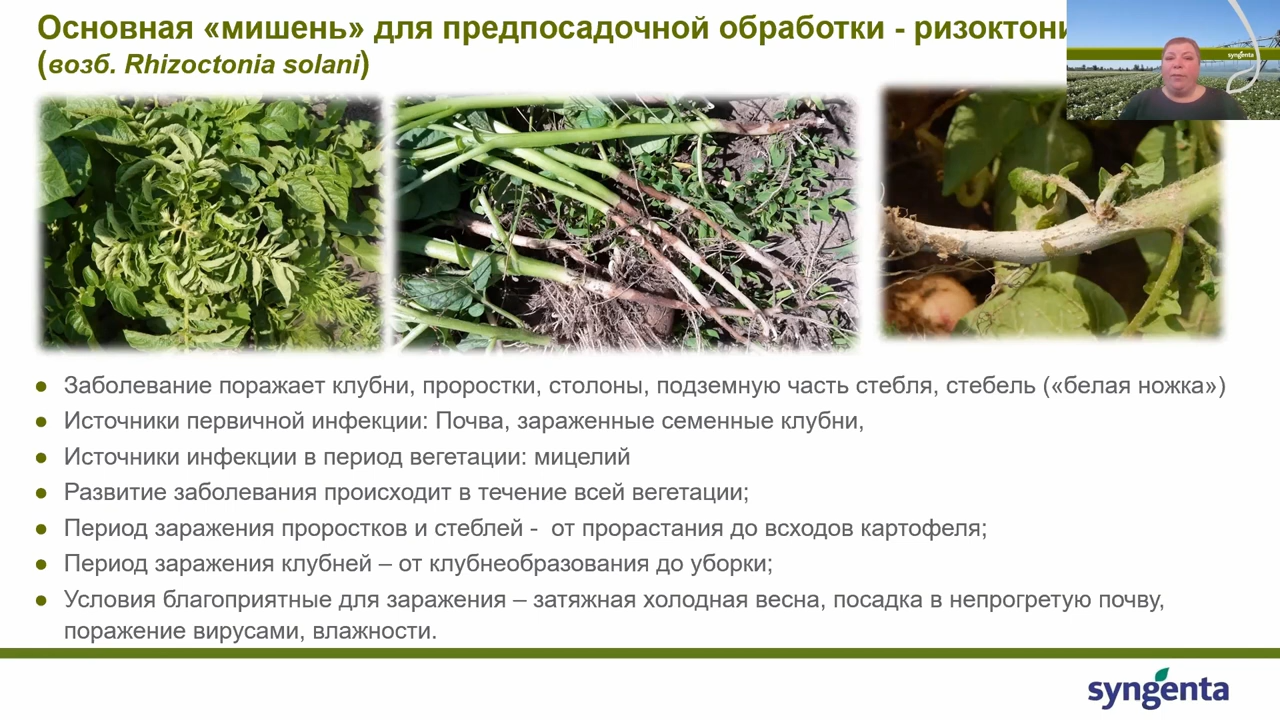 Основная «мишень» для предпосадочной обработки - 
(возб. Rhizoctonia solani)
syngenta
● Заболевание поражает клубни, проростки, столоны, подземную часть стебля, стебель («белая ножка»)
● Источники первичной инфекции: Почва, зараженные семенные клубни,
● Источники инфекции в период вегетации: мицелий
● Развитие заболевания происходит в течение всей вегетации;
● Период заражения проростков и стеблей - от прорастания до всходов картофеля;
● Период заражения клубней – от клубнеобразования до уборки;
● Условия благоприятные для заражения – затяжная холодная весна, посадка в непрогретую почву,
поражение вирусами, влажности.
syngenta